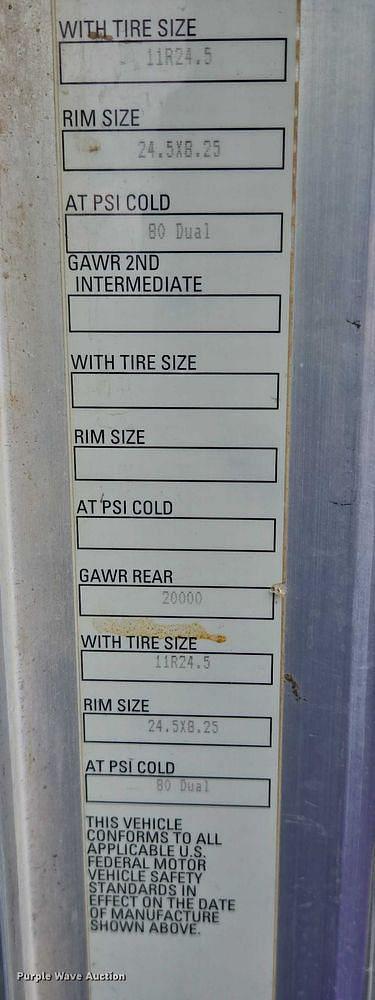 WITH TIRE SIZE
11R24.5
RIM SIZE
24.5X8.25
AT PSI COLD
80 Dual
GAWR 2ND
INTERMEDIATE
WITH TIRE SIZE
RIM SIZE
AT PSI COLD
GAWR REAR
20000
WITH TIRE SIZE
11R24.5
RIM SIZE
24.5X8.25
AT PSI COLD
80 Dual
THIS VEHICLE
CONFORMS TO ALL
APPLICABLE U.S.
FEDERAL MOTOR
VEHICLE SAFETY
STANDARDS IN
EFFECT ON THE DATE
OF MANUFACTURE
SHOWN ABOVE.
Purple Wave Auction